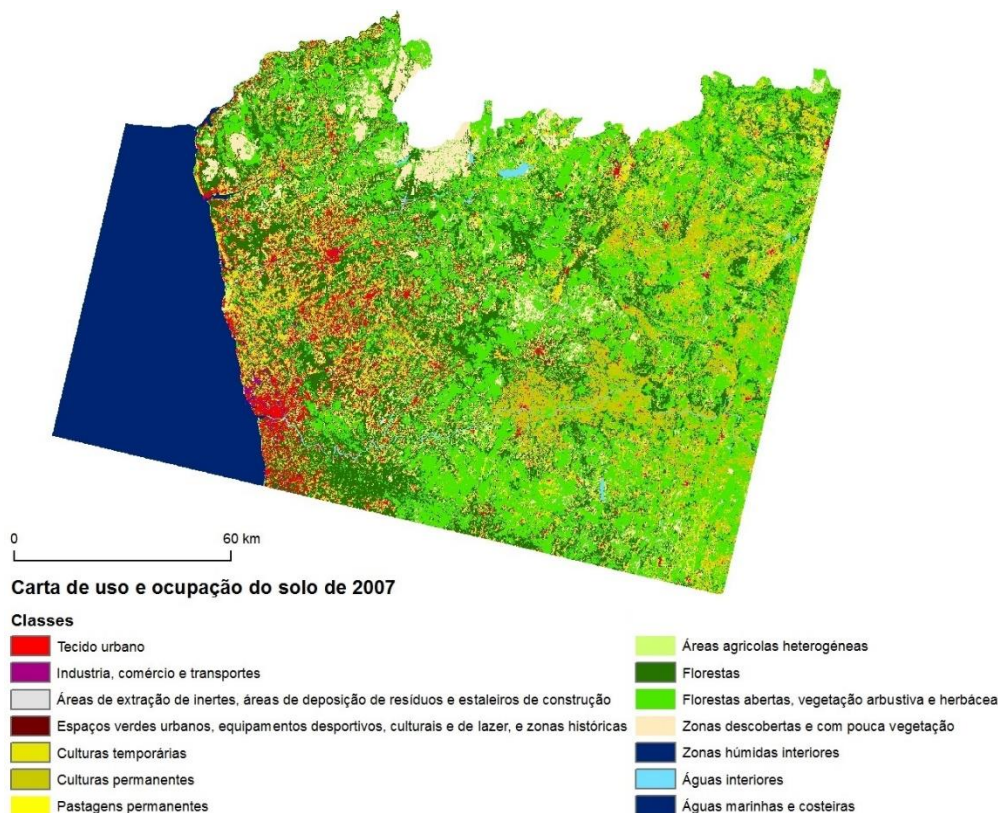 0 60 km
Carta de uso e ocupação do solo de 2007
Classes
Tecido urbano
Industria, comércio e transportes
Áreas de extração de inertes, áreas de deposição de resíduos e estaleiros de construção
Espaços verdes urbanos, equipamentos desportivos, culturais e de lazer, e zonas históricas
Culturas temporárias
Culturas permanentes
Pastagens permanentes
Áreas agrícolas heterogéneas
Florestas
Florestas abertas, vegetação arbustiva e herbácea
Zonas descobertas e com pouca vegetação
Zonas húmidas interiores
Águas interiores
Águas marinhas e costeiras